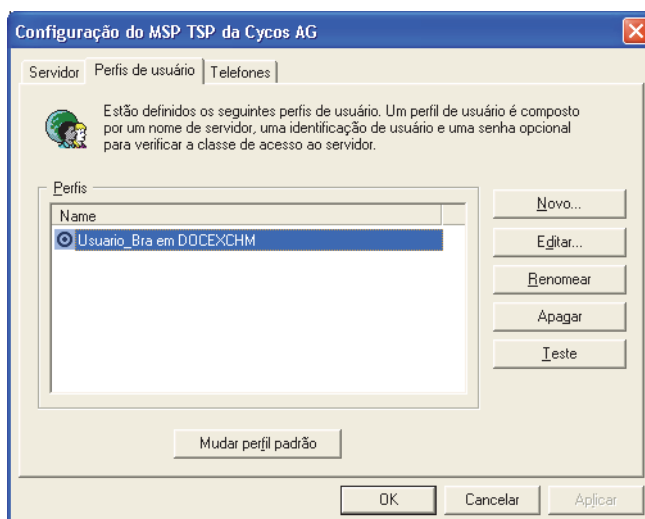 Configuração do MSP TSP da Cycos AG
Servidor
Perfis de usuário
Telefones
Estão definidos os seguintes perfis de usuário. Um perfil de usuário é composto
por um nome de servidor, uma identificação de usuário e uma senha opcional
para verificar a classe de acesso ao servidor.
Perfis
Name
Usuario_Bra em DOCEXCHM
Novo...
Editar...
Renomear
Apagar
Teste
Mudar perfil padrão
OK
Cancelar
Aplicar